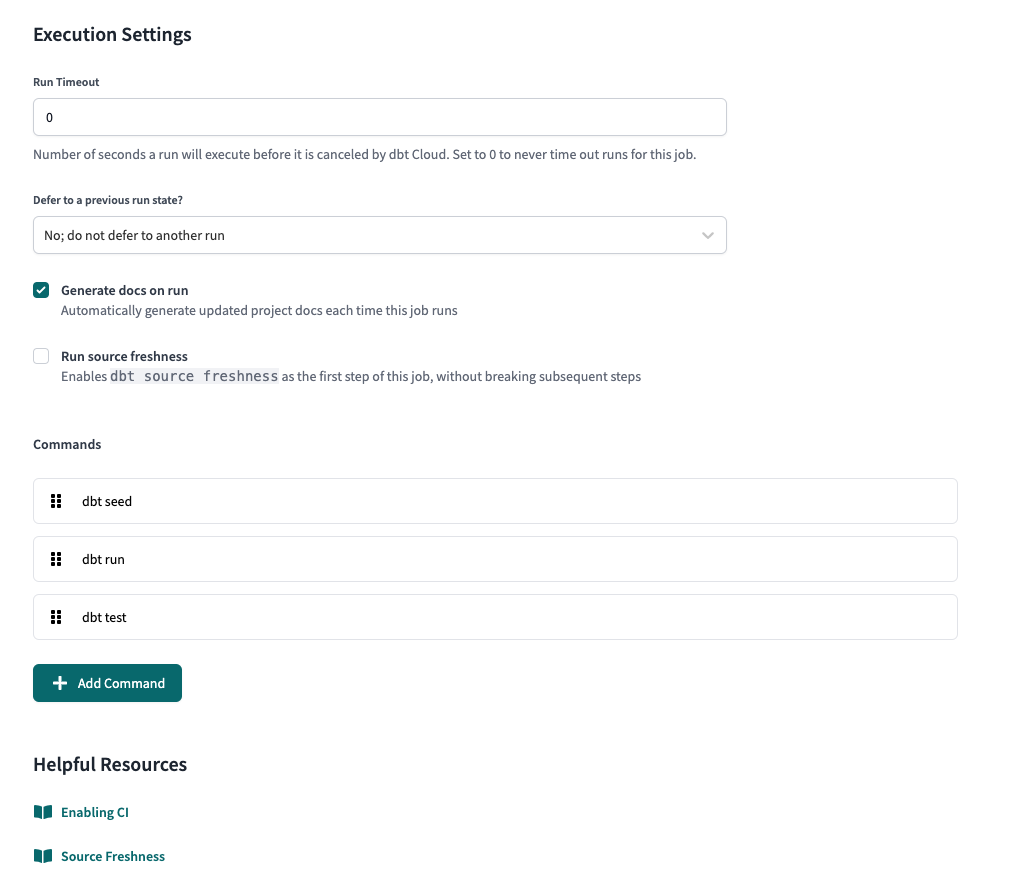 Execution Settings
Run Timeout
0
Number of seconds a run will execute before it is canceled by dbt Cloud. Set to 0 to never time out runs for this job.
Defer to a previous run state?
No; do not defer to another run
Generate docs on run
Automatically generate updated project docs each time this job runs
Run source freshness
Enables dbt source freshness as the first step of this job, without breaking subsequent steps
Commands
dbt seed
dbt run
dbt test
Add Command
Helpful Resources
Enabling CI
Source Freshness